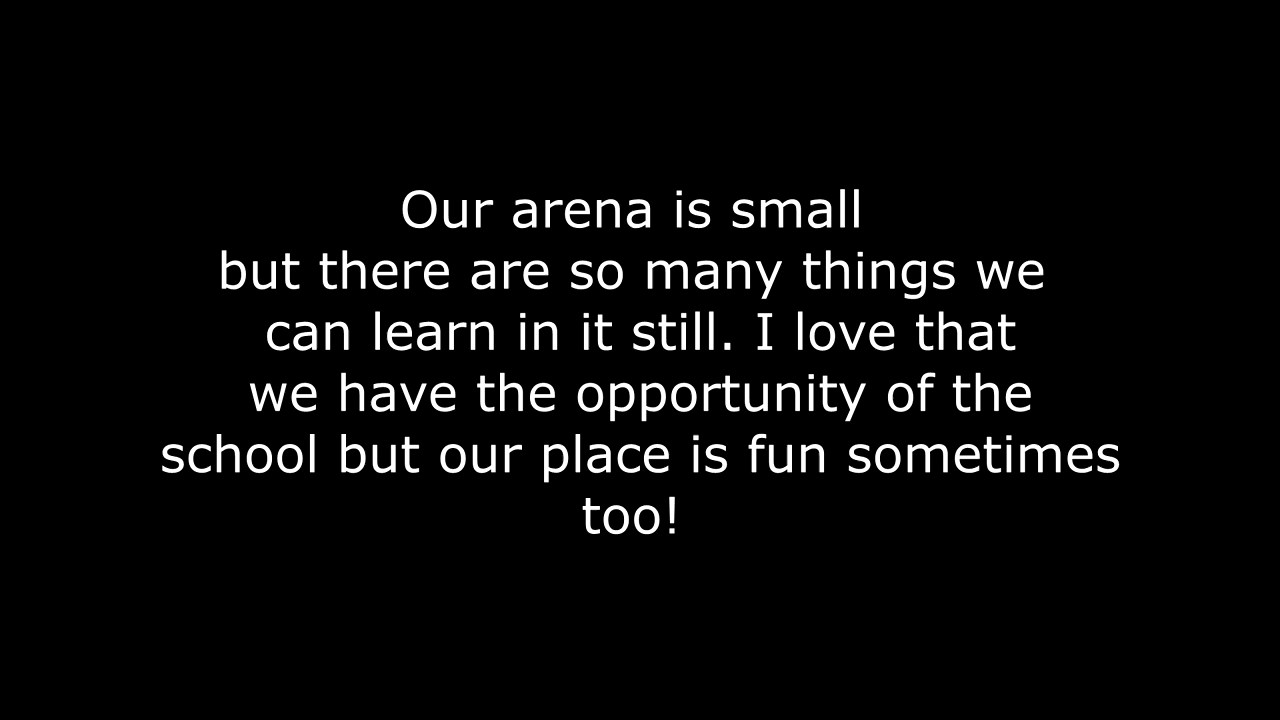 Our arena is small
but there are so many things we
can learn in it still. I love that
we have the opportunity of the
school but our place is fun sometimes
too!